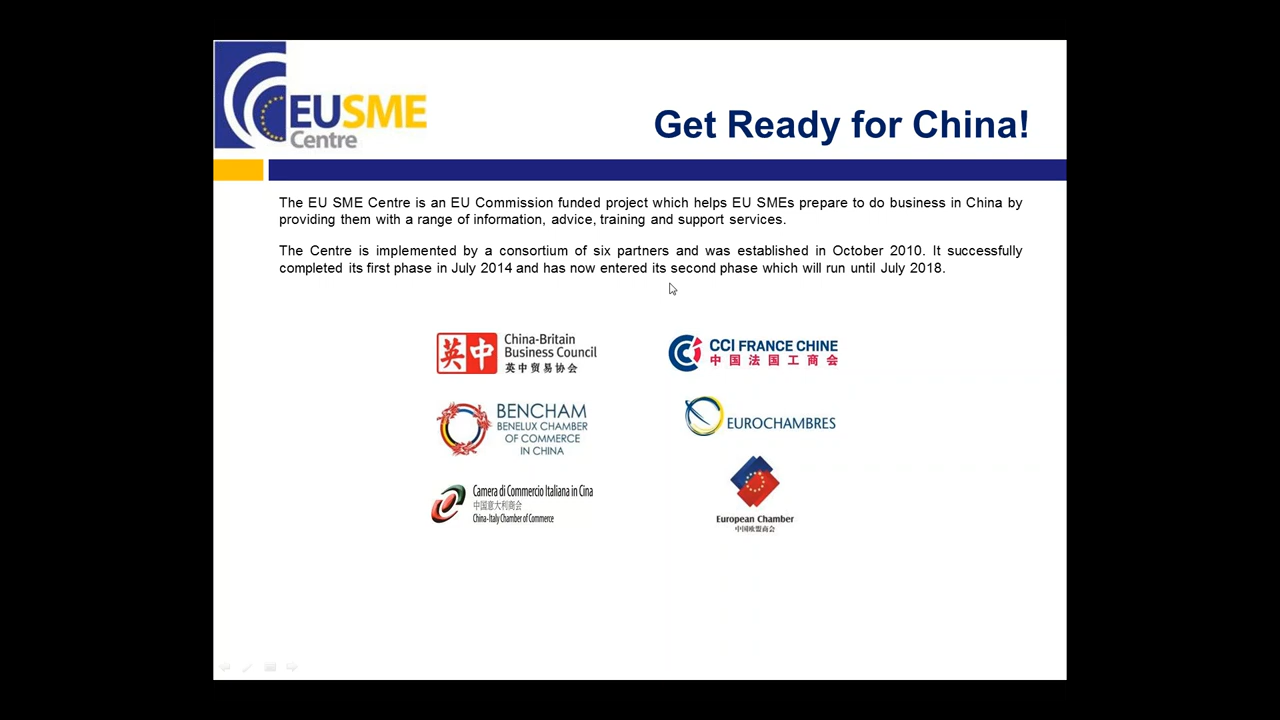 EUSME
Centre
Get Ready for China!
The EU SME Centre is an EU Commission funded project which helps EU SMEs prepare to do business in China by
providing them with a range of information, advice, training and support services.
The Centre is implemented by a consortium of six partners and was established in October 2010. It successfully
completed its first phase in July 2014 and has now entered its second phase which will run until July 2018.
英中
China-Britain
Business Council
英中贸易协会
CCI FRANCE CHINE
中国法国工商会
BENCHAM
BENELUX CHAMBER
OF COMMERCE
IN CHINA
EUROCHAMBRES
Camera di Commercio Italiana in Cina
中国意大利商会
China-Italy Chamber of Commerce
European Chamber
中国欧盟商会